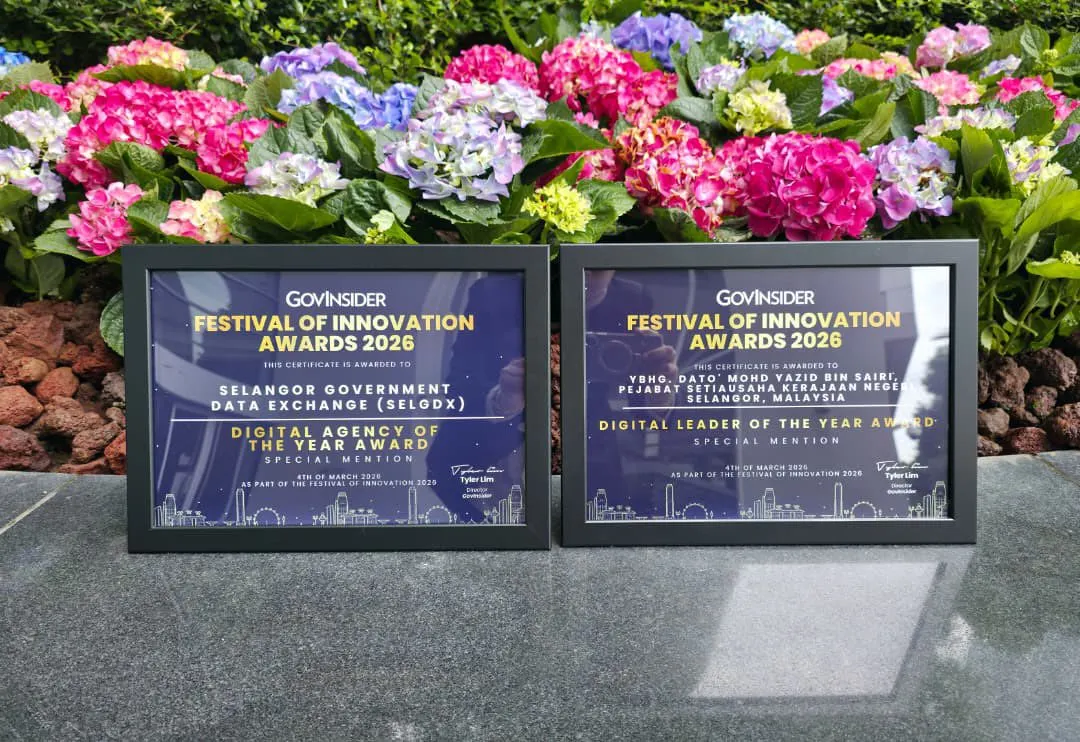 GOVINSIDER
FESTIVAL OF INNOVATION
AWARDS 2026
THIS CERTIFICATE IS AWARDED TO
SELANGOR GOVERNMENT
DATA EXCHANGE (SELGDX)
DIGITAL AGENCY OF
THE YEAR AWARD
SPECIAL MENTION
4TH OF MARCH 2026
AS PART OF THE FESTIVAL OF INNOVATION 2026
Tyler Lim
Tyler Lim
Director
GovInsider
GOVINSIDER
FESTIVAL OF INNOVATION
AWARDS 2026
THIS CERTIFICATE IS AWARDED TO
YBHG. DATO' MOHD YAZID BIN SAIRI,
PEJABAT SETIAUSAHA KERAJAAN NEGERI
SELANGOR, MALAYSIA
DIGITAL LEADER OF THE YEAR AWARD
SPECIAL MENTION
4TH OF MARCH 2026
AS PART OF THE FESTIVAL OF INNOVATION 2026
Tyler Lim
Tyler Lim
Director
GovInsider